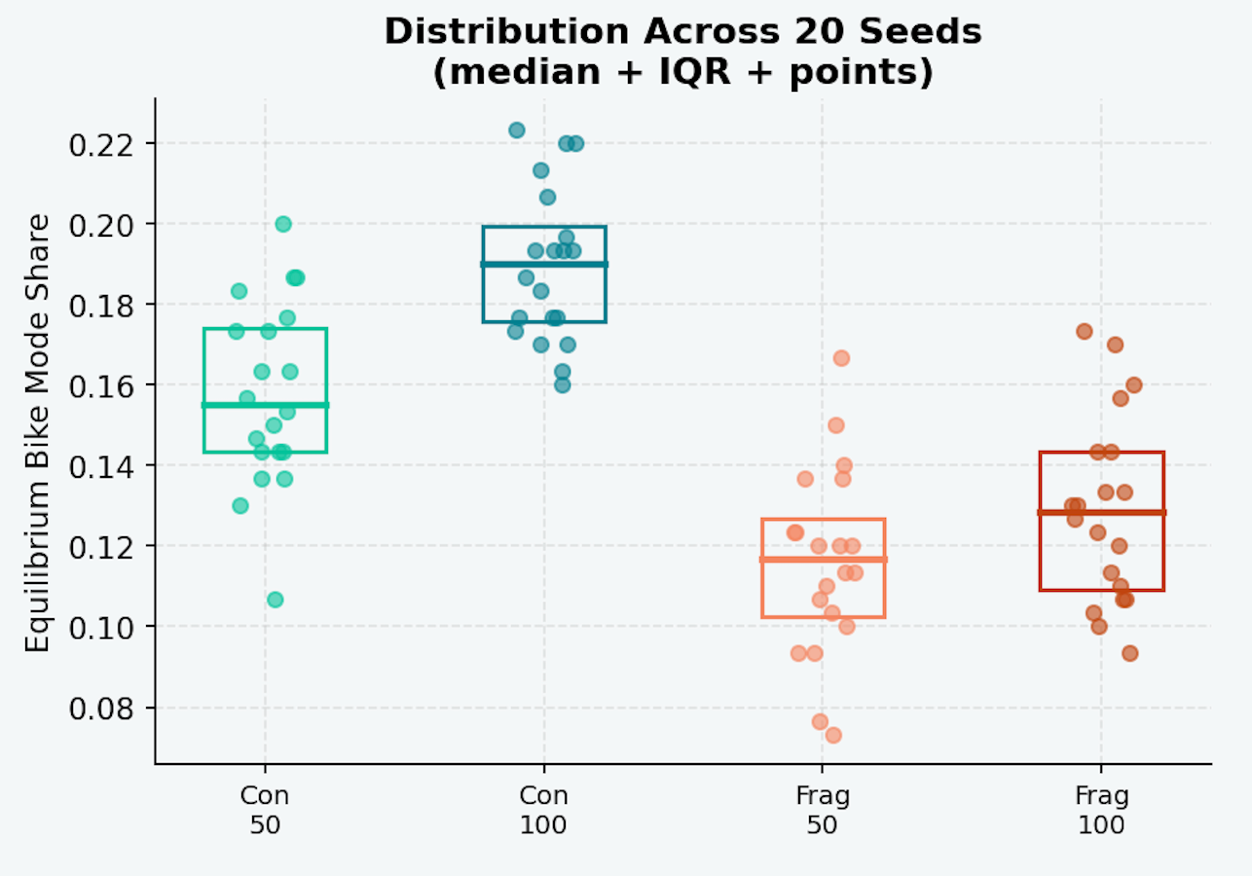 Distribution Across 20 Seeds
(median + IQR + points)
Equilibrium Bike Mode Share
0.22
0.20
0.18
0.16
0.14
0.12
0.10
0.08
Con
50
Con
100
Frag
50
Frag
100